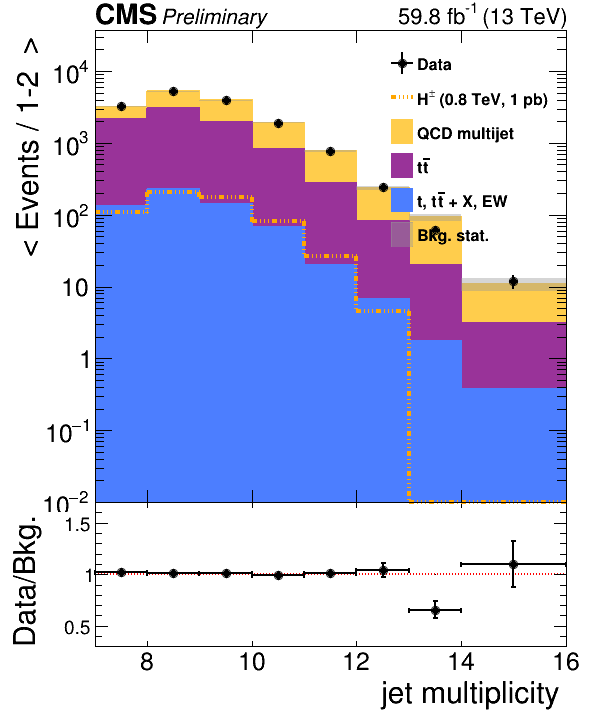 CMS Preliminary 59.8 fb⁻¹ (13 TeV)
< Events / 1-2 >
10⁴
10³
10²
10
1
10⁻¹
10⁻²
Data
H± (0.8 TeV, 1 pb)
QCD multijet
tt̄
t, tt̄ + X, EW
Bkg. stat.
Data/Bkg.
1.5
1
0.5
8 10 12 14 16
jet multiplicity